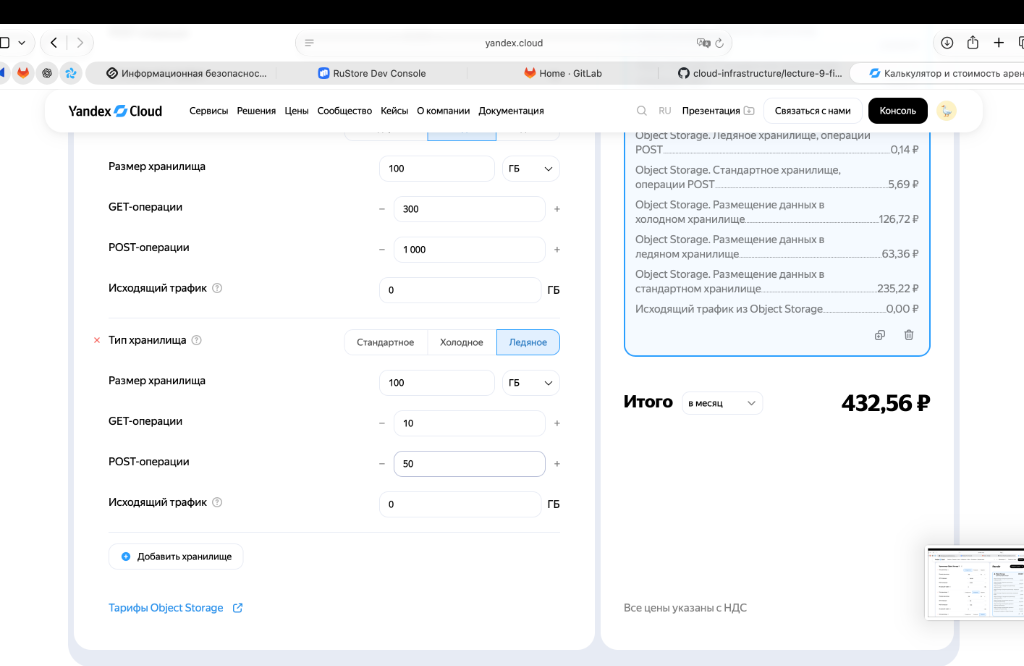 yandex.cloud
Информационная безопаснос...
RuStore Dev Console
Home · GitLab
cloud-infrastructure/lecture-9-fi...
Калькулятор и стоимость арен
Yandex Cloud
Сервисы Решения Цены Сообщество Кейсы О компании Документация
RU Презентация Связаться с нами Консоль
Размер хранилища 100 ГБ
GET-операции − 300 +
POST-операции − 1 000 +
Исходящий трафик 0 ГБ
Тип хранилища Стандартное Холодное Ледяное
Размер хранилища 100 ГБ
GET-операции − 10 +
POST-операции − 50 +
Исходящий трафик 0 ГБ
Добавить хранилище
Тарифы Object Storage
Object Storage. Ледяное хранилище, операции
POST 0,14 ₽
Object Storage. Стандартное хранилище,
операции POST 5,69 ₽
Object Storage. Размещение данных в
холодном хранилище 126,72 ₽
Object Storage. Размещение данных в
ледяном хранилище 63,36 ₽
Object Storage. Размещение данных в
стандартном хранилище 235,22 ₽
Исходящий трафик из Object Storage 0,00 ₽
Итого в месяц 432,56 ₽
Все цены указаны с НДС